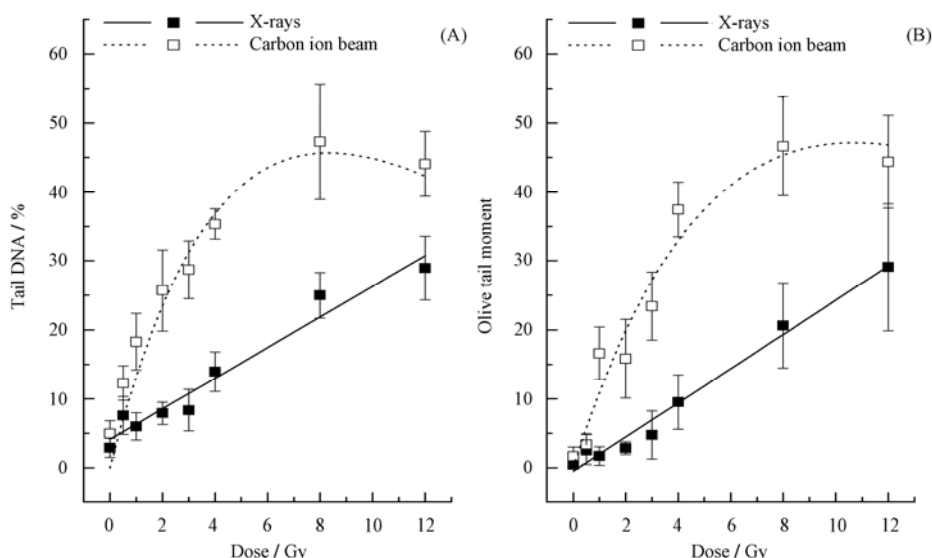 X-rays
Carbon ion beam
(A)
60
50
40
30
20
10
0
Tail DNA / %
0 2 4 6 8 10 12
Dose / Gy
X-rays
Carbon ion beam
(B)
60
50
40
30
20
10
0
Olive tail moment
0 2 4 6 8 10 12
Dose / Gy